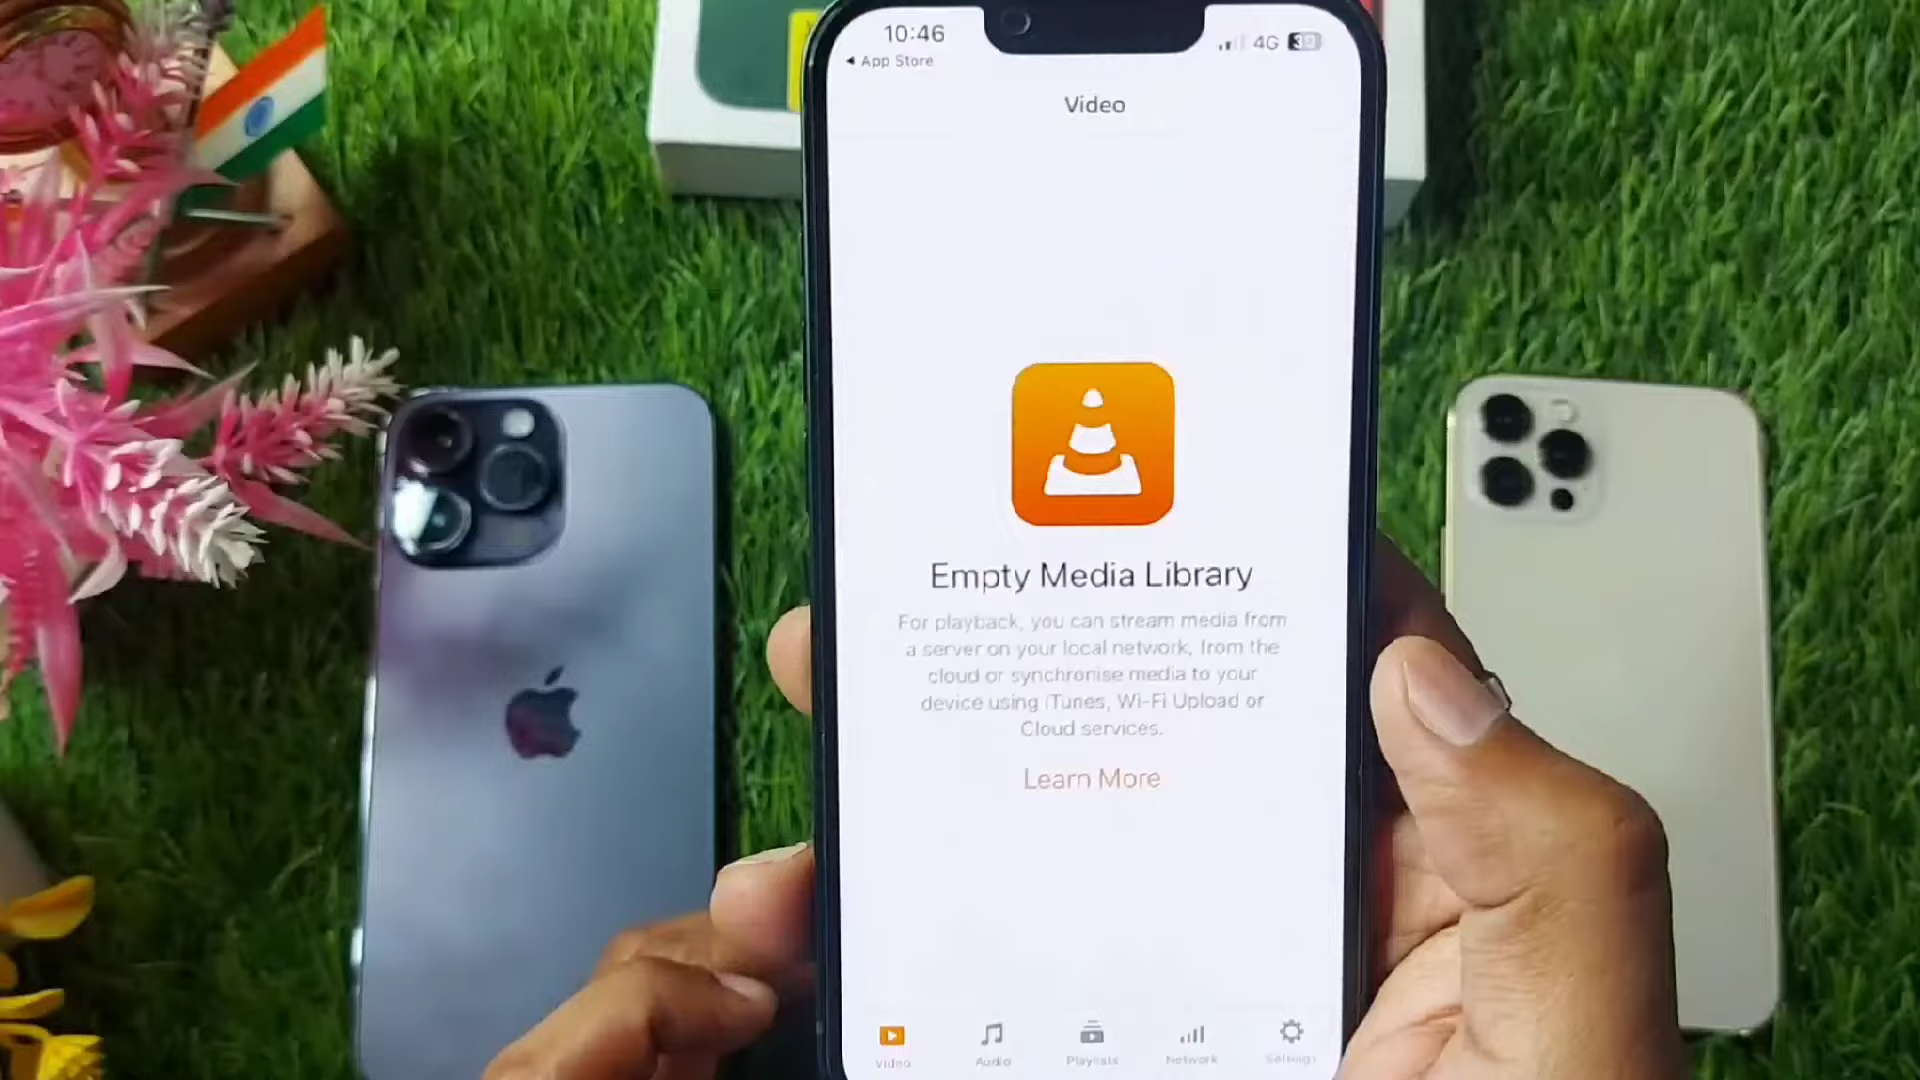 10:46
4G 39
◂ App Store
Video
Empty Media Library
For playback, you can stream media from
a server on your local network, from the
cloud or synchronise media to your
device using iTunes, Wi-Fi Upload or
Cloud services.
Learn More
Video Audio Playlists Network Settings